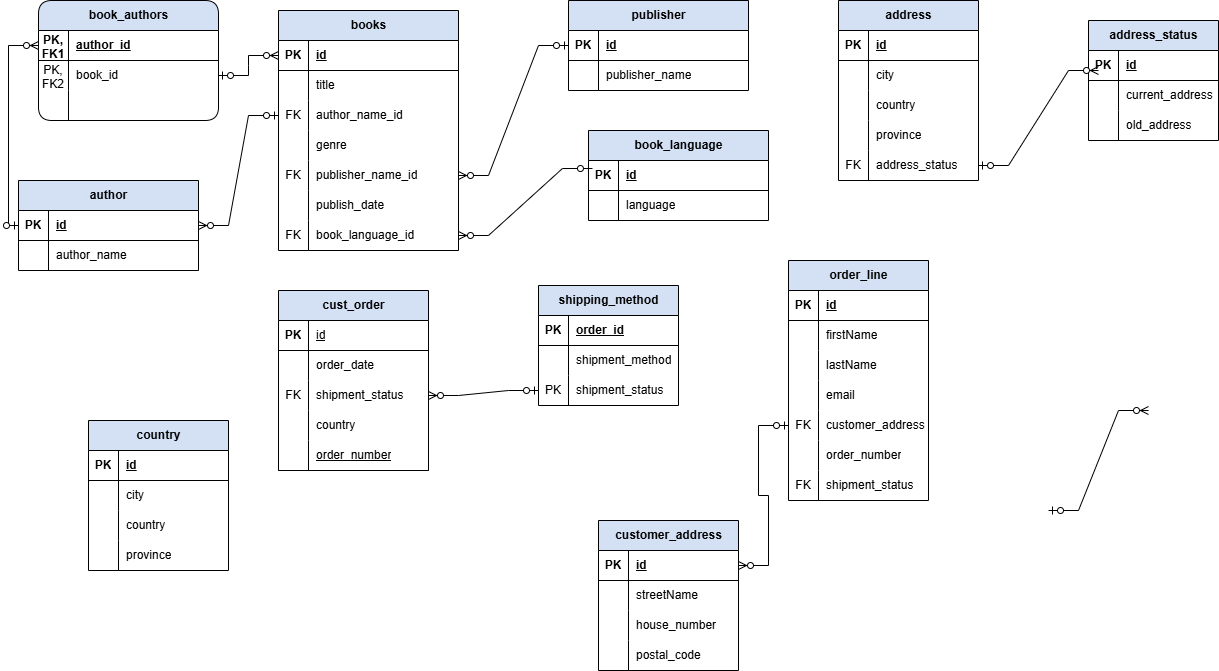 book_authors
PK, FK1 author_id
PK, FK2 book_id
books
PK id
title
FK author_name_id
genre
FK publisher_name_id
publish_date
FK book_language_id
publisher
PK id
publisher_name
address
PK id
city
country
province
FK address_status
address_status
PK id
current_address
old_address
book_language
PK id
language
author
PK id
author_name
cust_order
PK id
order_date
FK shipment_status
country
order_number
shipping_method
PK order_id
shipment_method
PK shipment_status
order_line
PK id
firstName
lastName
email
FK customer_address
order_number
FK shipment_status
country
PK id
city
country
province
customer_address
PK id
streetName
house_number
postal_code